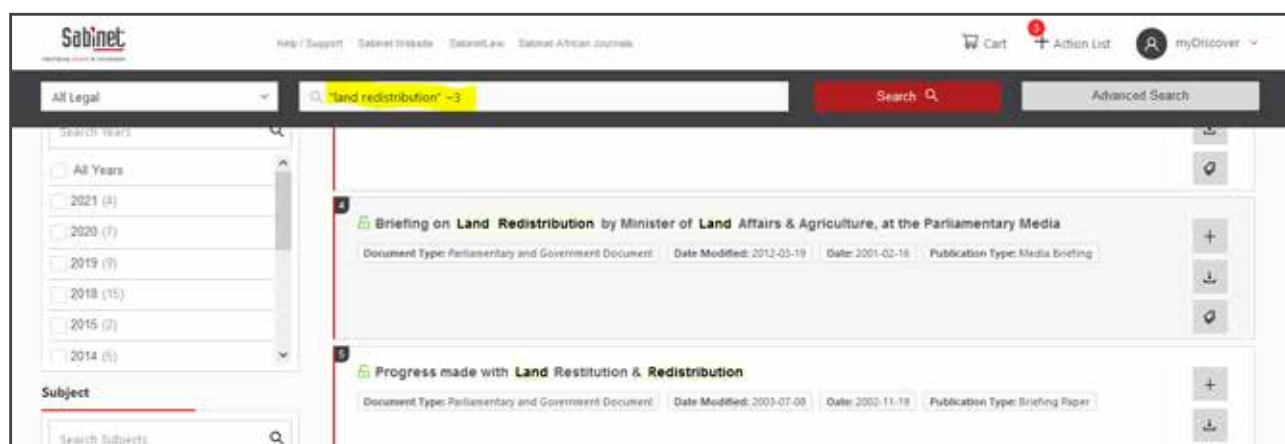 Sabinet
Help / Support Sabinet Website SabinetLaw Sabinet African Journals
Cart
3
Action List
myDiscover
All Legal
"land redistribution" ~3
Search
Advanced Search
Search Years
All Years
2021 (4)
2020 (7)
2019 (9)
2018 (15)
2015 (2)
2014 (5)
Subject
Search Subjects
4
Briefing on Land Redistribution by Minister of Land Affairs & Agriculture, at the Parliamentary Media
Document Type: Parliamentary and Government Document Date Modified: 2012-03-19 Date: 2001-02-16 Publication Type: Media Briefing
5
Progress made with Land Restitution & Redistribution
Document Type: Parliamentary and Government Document Date Modified: 2003-07-08 Date: 2002-11-19 Publication Type: Briefing Paper